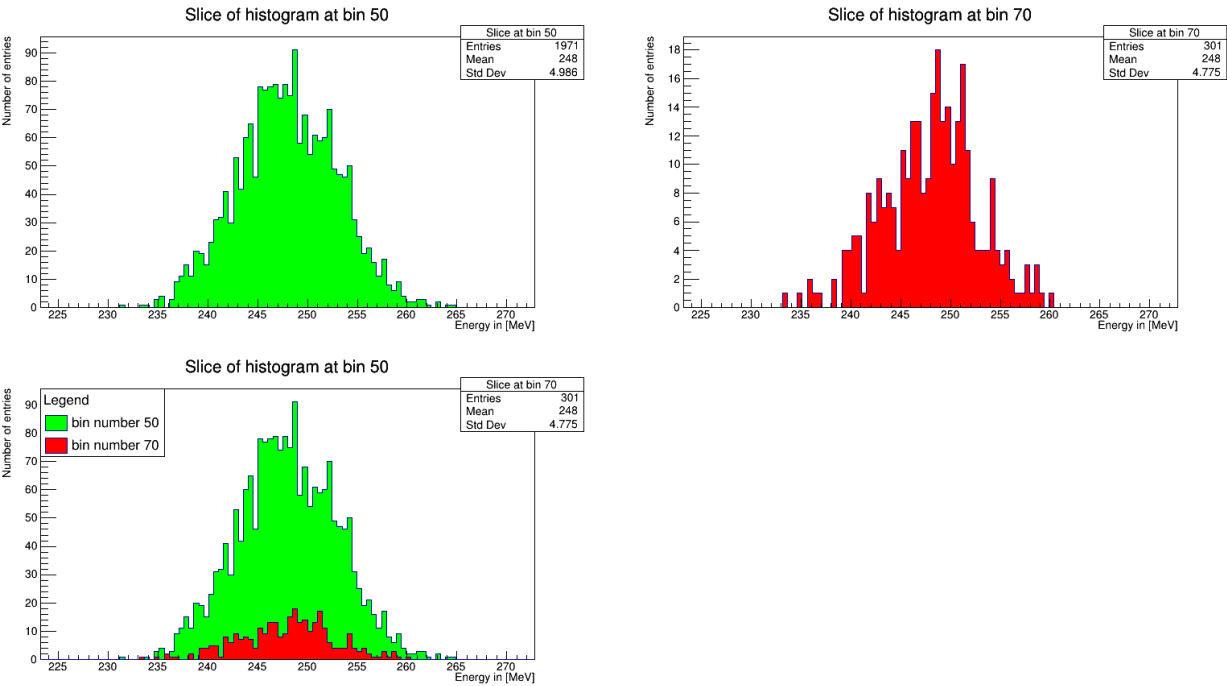 Slice of histogram at bin 50
Slice at bin 50
Entries 1971
Mean 248
Std Dev 4.986
Number of entries
90
80
70
60
50
40
30
20
10
0
225 230 235 240 245 250 255 260 265 270
Energy in [MeV]
Slice of histogram at bin 70
Slice at bin 70
Entries 301
Mean 248
Std Dev 4.775
Number of entries
18
16
14
12
10
8
6
4
2
0
225 230 235 240 245 250 255 260 265 270
Energy in [MeV]
Slice of histogram at bin 50
Slice at bin 70
Entries 301
Mean 248
Std Dev 4.775
Legend
bin number 50
bin number 70
Number of entries
90
70
60
50
40
30
20
10
0
225 230 235 240 245 250 255 260 265 270
Energy in [MeV]